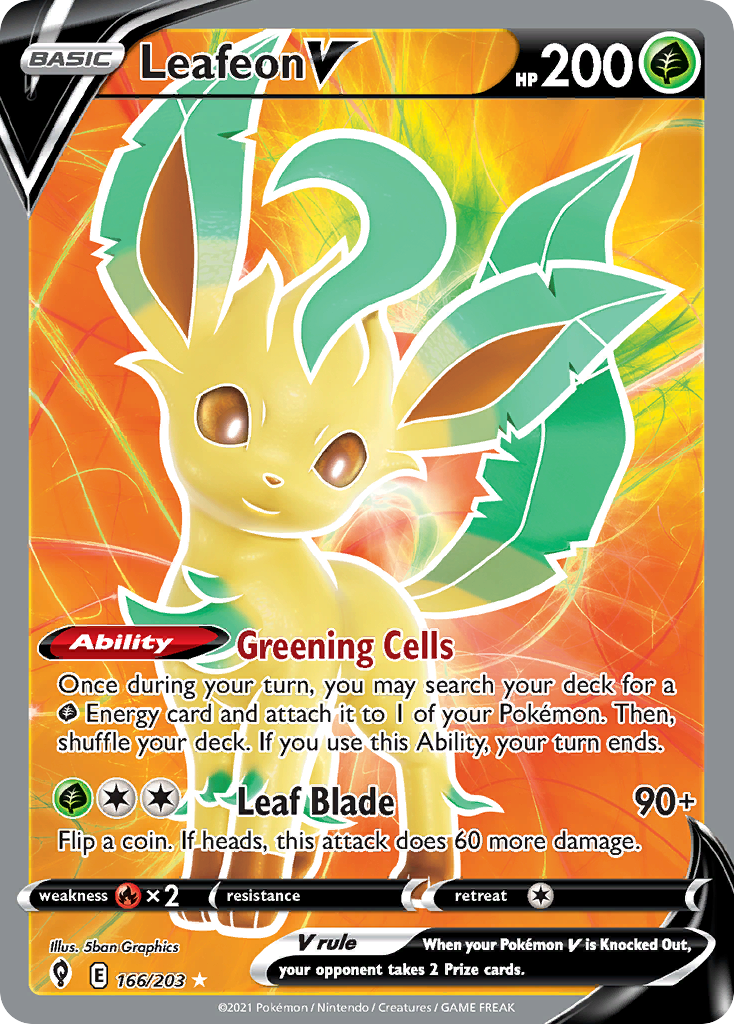 BASIC Leafeon V HP 200
Ability Greening Cells
Once during your turn, you may search your deck for a
Energy card and attach it to 1 of your Pokémon. Then,
shuffle your deck. If you use this Ability, your turn ends.
Leaf Blade 90+
Flip a coin. If heads, this attack does 60 more damage.
weakness ×2 resistance retreat
Illus. 5ban Graphics
V rule When your Pokémon V is Knocked Out,
your opponent takes 2 Prize cards.
E 166/203 ★
©2021 Pokémon / Nintendo / Creatures / GAME FREAK